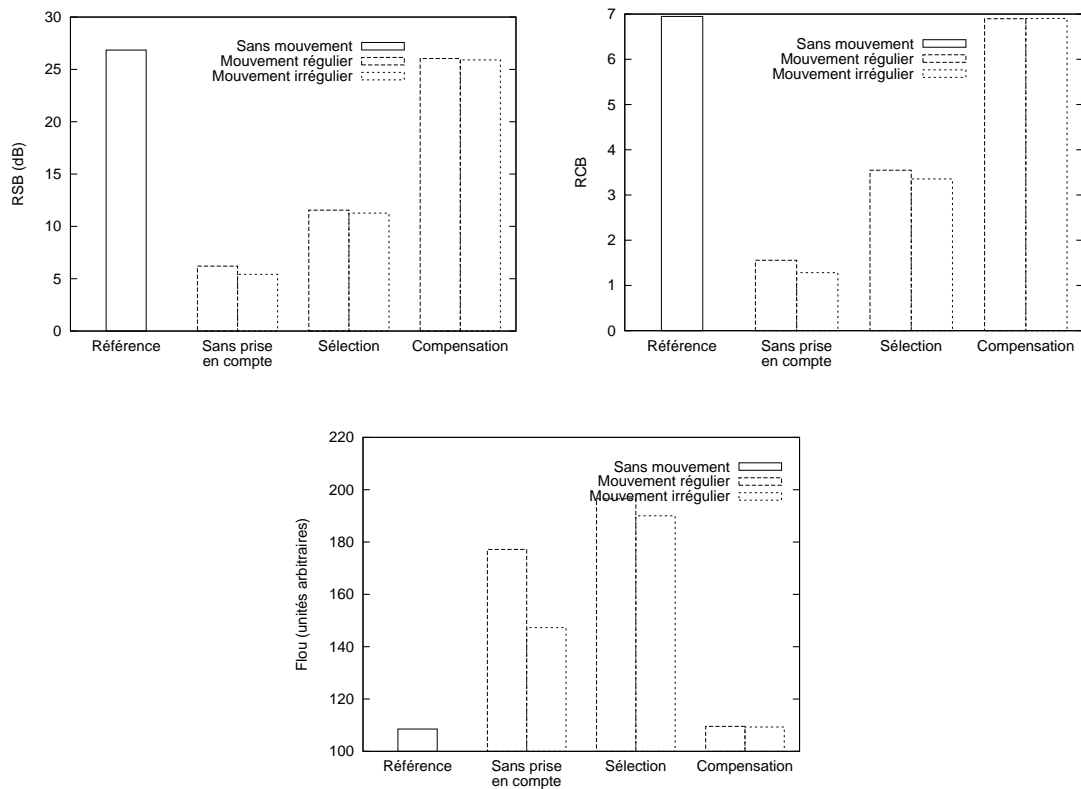 30
25
20
15
10
5
0
RSB (dB)
Sans mouvement
Mouvement régulier
Mouvement irrégulier
Référence
Sans prise
en compte
Sélection
Compensation
7
6
5
4
3
2
1
0
RCB
Sans mouvement
Mouvement régulier
Mouvement irrégulier
Référence
Sans prise
en compte
Sélection
Compensation
220
200
180
160
140
120
100
Flou (unités arbitraires)
Sans mouvement
Mouvement régulier
Mouvement irrégulier
Référence
Sans prise
en compte
Sélection
Compensation